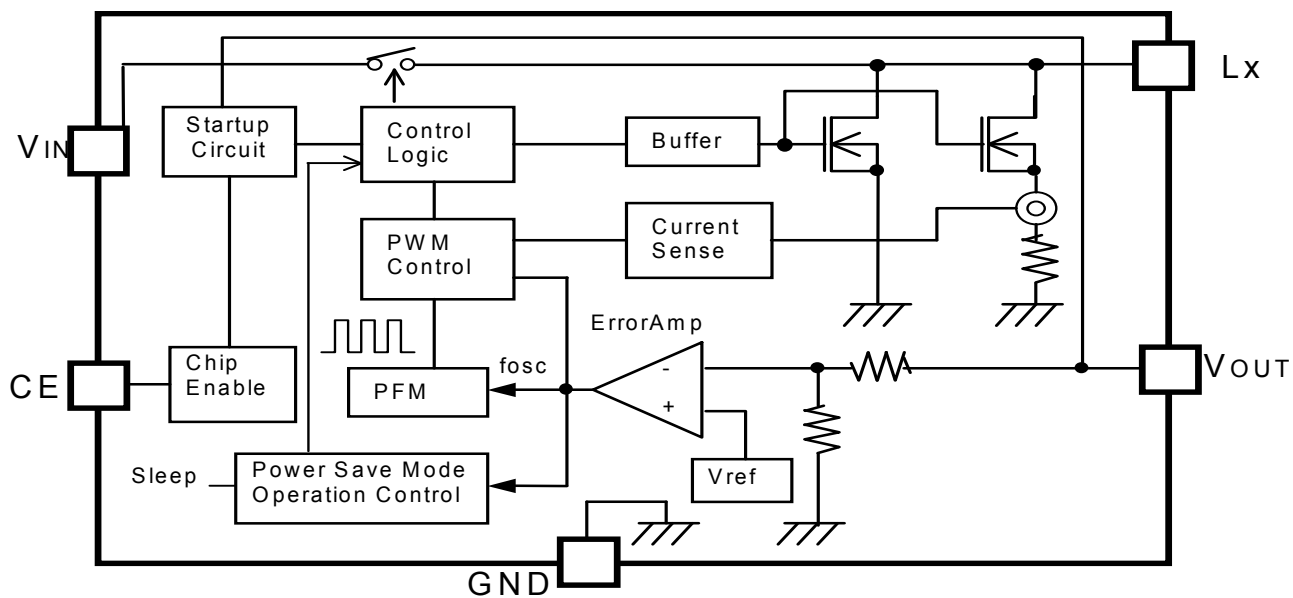 Lx
VIN
Startup
Circuit
Control
Logic
Buffer
PWM
Control
Current
Sense
ErrorAmp
CE
Chip
Enable
fosc
PFM
-
+
VOUT
Sleep
Power Save Mode
Operation Control
Vref
GND